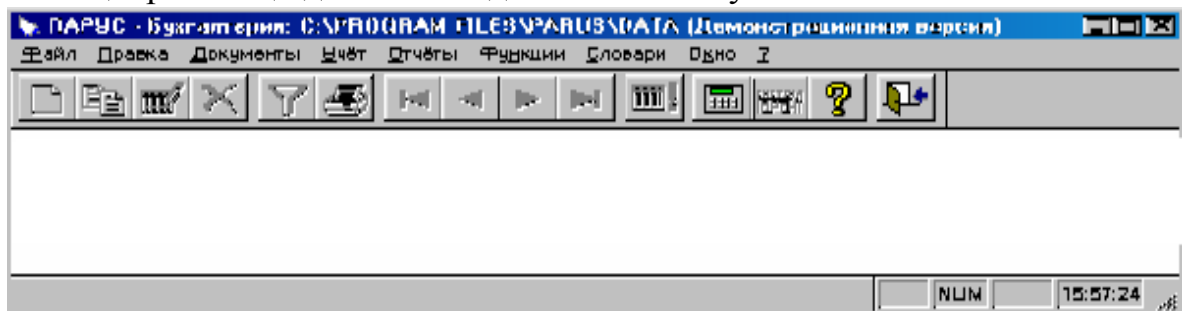 ПАРУС - Бухгалтерия: C:\PROGRAM FILES\PARUS\DATA (Демонстрационная версия)
Файл Правка Документы Учёт Отчёты Функции Словари Окно ?
NUM 15:57:24